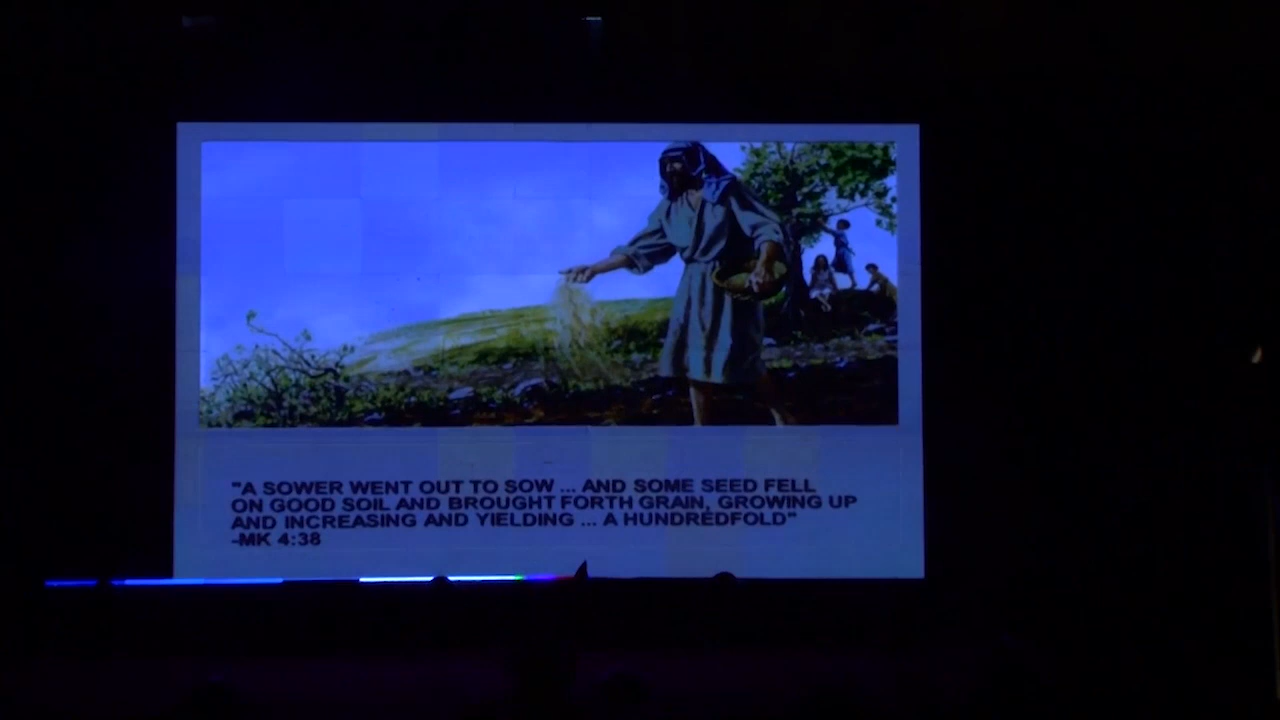 "A SOWER WENT OUT TO SOW ... AND SOME SEED FELL
ON GOOD SOIL AND BROUGHT FORTH GRAIN, GROWING UP
AND INCREASING AND YIELDING ... A HUNDREDFOLD"
-MK 4:38